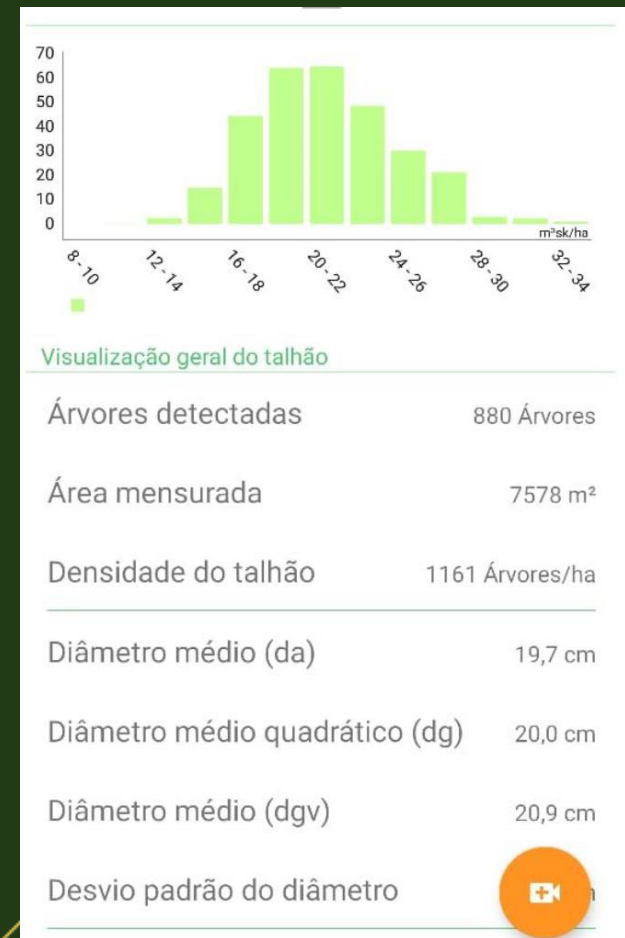 70
60
50
40
30
20
10
0
m³sk/ha
8 - 10
12 - 14
16 - 18
20 - 22
24 - 26
28 - 30
32 - 34
Visualização geral do talhão
Árvores detectadas 880 Árvores
Área mensurada 7578 m²
Densidade do talhão 1161 Árvores/ha
Diâmetro médio (da) 19,7 cm
Diâmetro médio quadrático (dg) 20,0 cm
Diâmetro médio (dgv) 20,9 cm
Desvio padrão do diâmetro